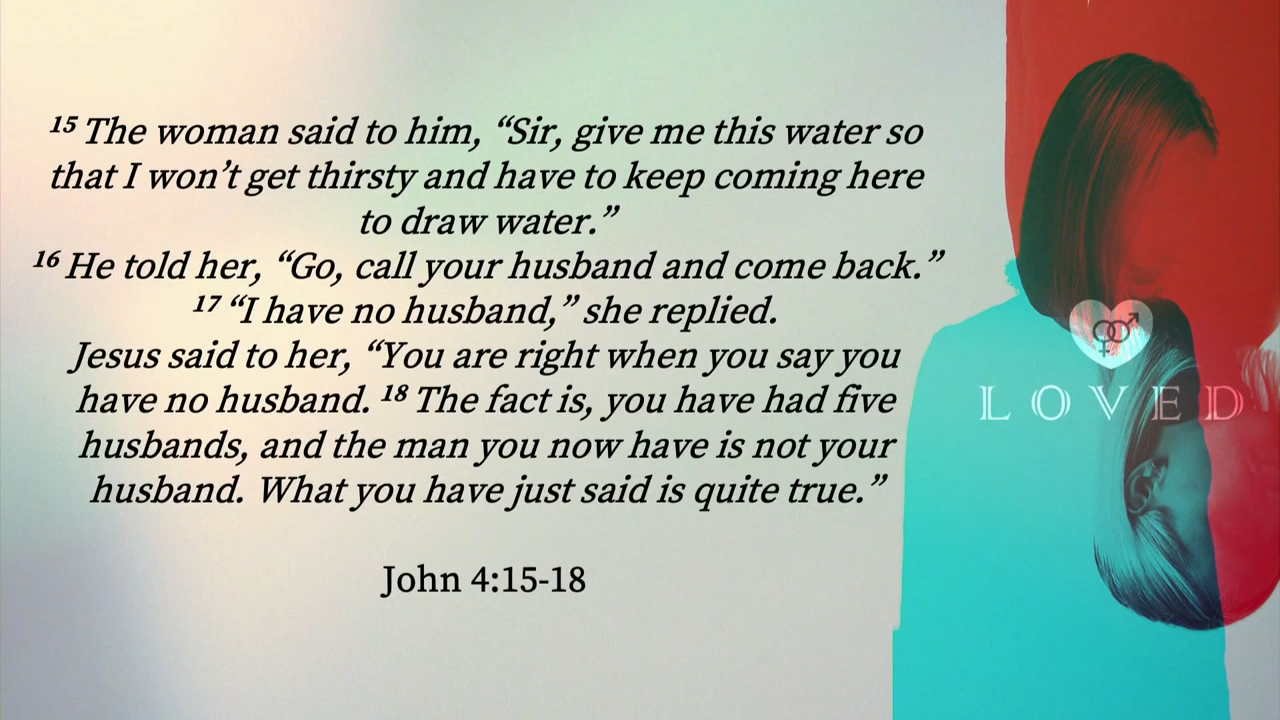 ¹⁵ The woman said to him, “Sir, give me this water so
that I won’t get thirsty and have to keep coming here
to draw water.”
¹⁶ He told her, “Go, call your husband and come back.”
¹⁷ “I have no husband,” she replied.
Jesus said to her, “You are right when you say you
have no husband. ¹⁸ The fact is, you have had five
husbands, and the man you now have is not your
husband. What you have just said is quite true.”
John 4:15-18
LOVED